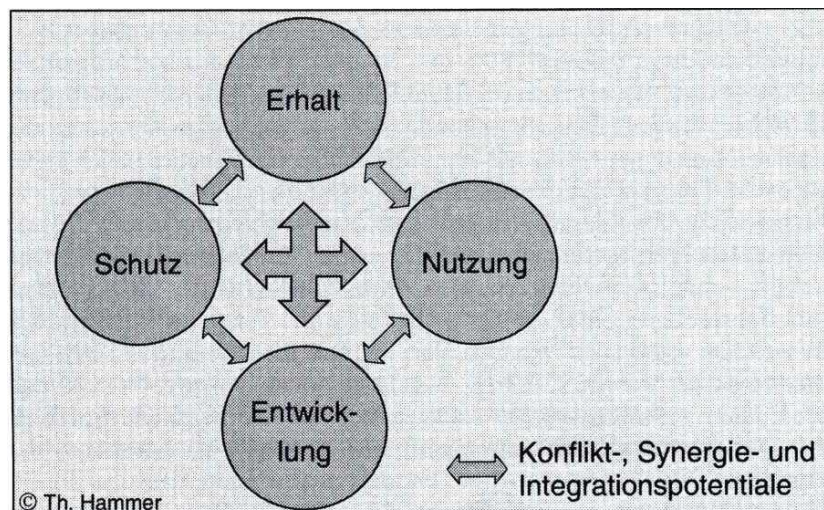 Erhalt
Schutz
Nutzung
Entwick-
lung
Konflikt-, Synergie- und
Integrationspotentiale
© Th. Hammer